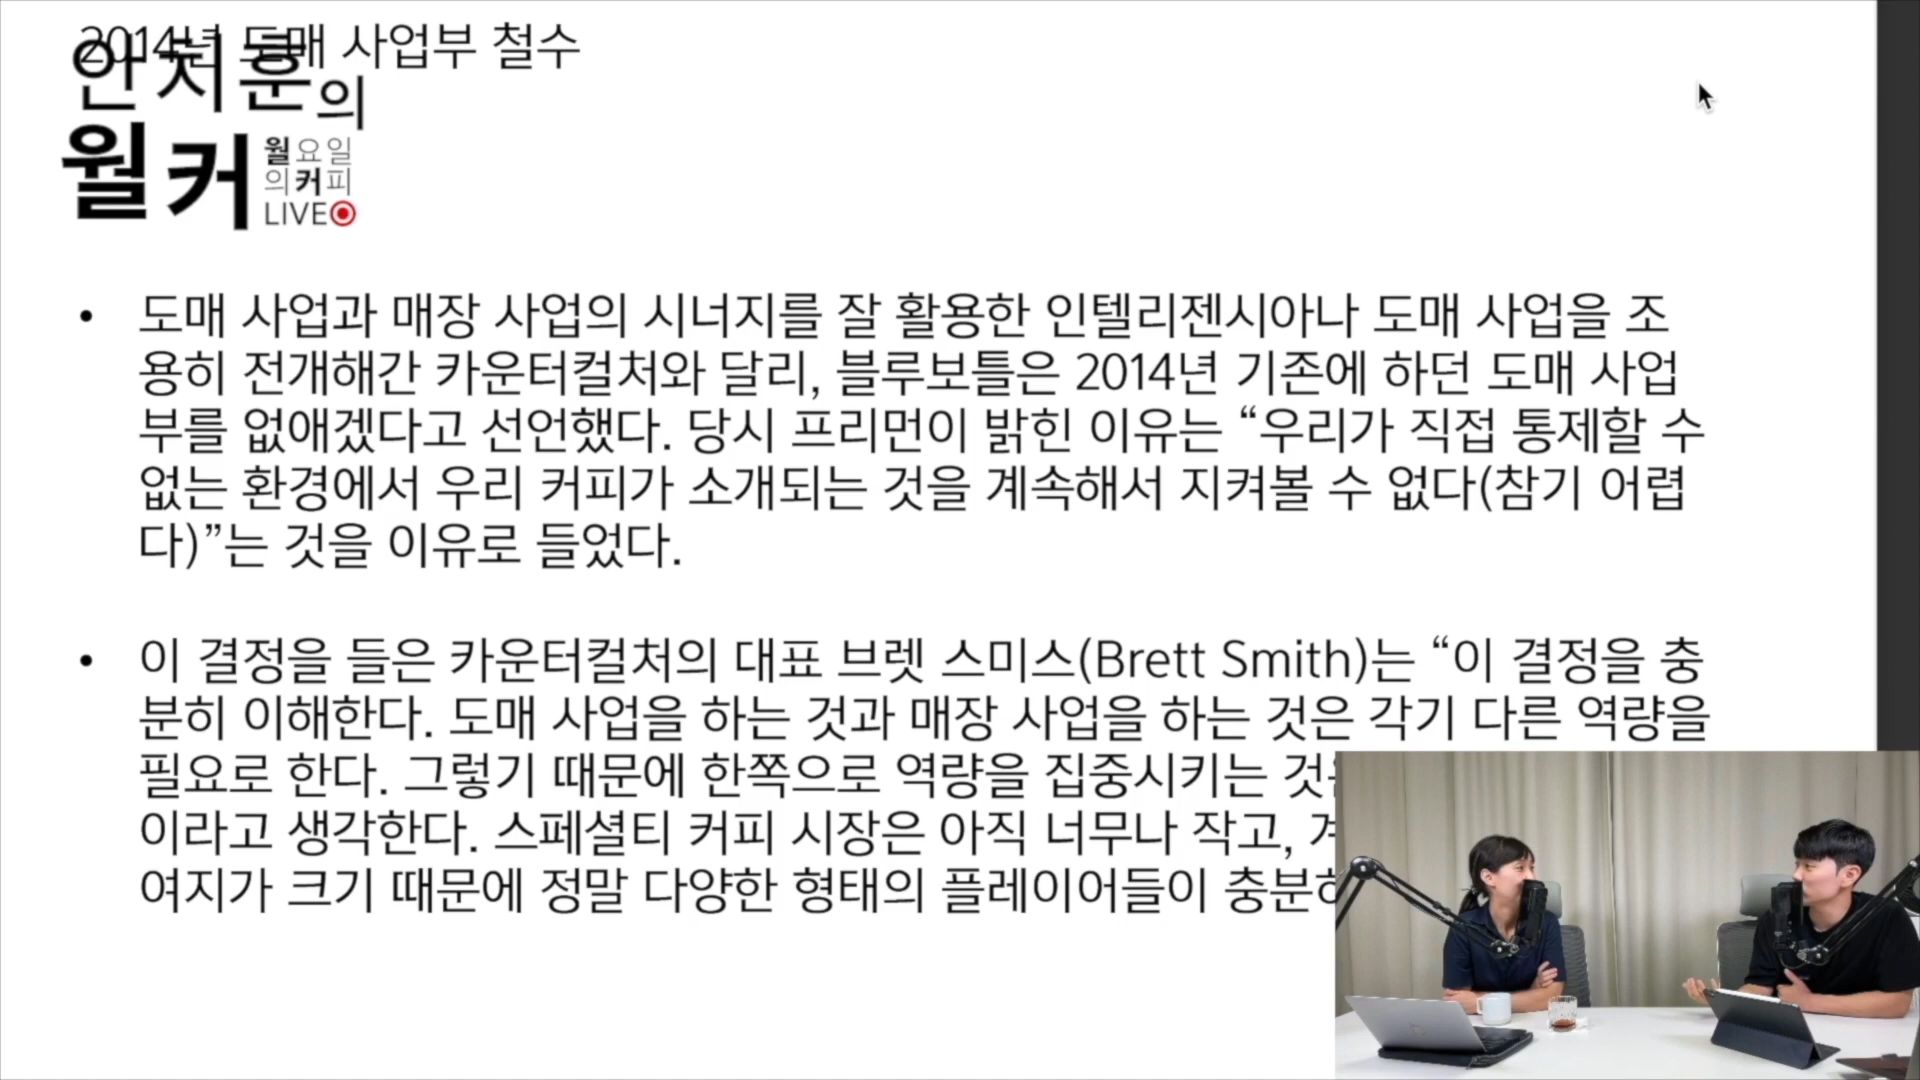 2014년 도매 사업부 철수
안치훈의
월커
월요일
의커피
LIVE
• 도매 사업과 매장 사업의 시너지를 잘 활용한 인텔리젠시아나 도매 사업을 조
용히 전개해간 카운터컬처와 달리, 블루보틀은 2014년 기존에 하던 도매 사업
부를 없애겠다고 선언했다. 당시 프리먼이 밝힌 이유는 “우리가 직접 통제할 수
없는 환경에서 우리 커피가 소개되는 것을 계속해서 지켜볼 수 없다(참기 어렵
다)”는 것을 이유로 들었다.
• 이 결정을 들은 카운터컬처의 대표 브렛 스미스(Brett Smith)는 “이 결정을 충
분히 이해한다. 도매 사업을 하는 것과 매장 사업을 하는 것은 각기 다른 역량을
필요로 한다. 그렇기 때문에 한쪽으로 역량을 집중시키는
이라고 생각한다. 스페셜티 커피 시장은 아직 너무나 작고,
여지가 크기 때문에 정말 다양한 형태의 플레이어들이